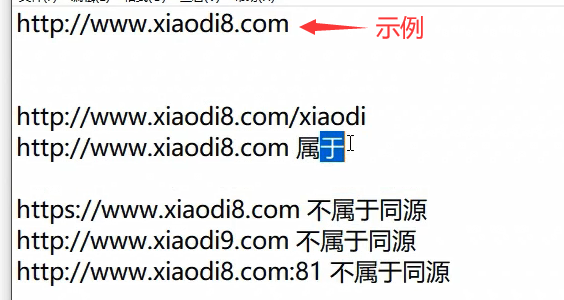 http://www.xiaodi8.com 示例
http://www.xiaodi8.com/xiaodi
http://www.xiaodi8.com 属于
https://www.xiaodi8.com 不属于同源
http://www.xiaodi9.com 不属于同源
http://www.xiaodi8.com:81 不属于同源